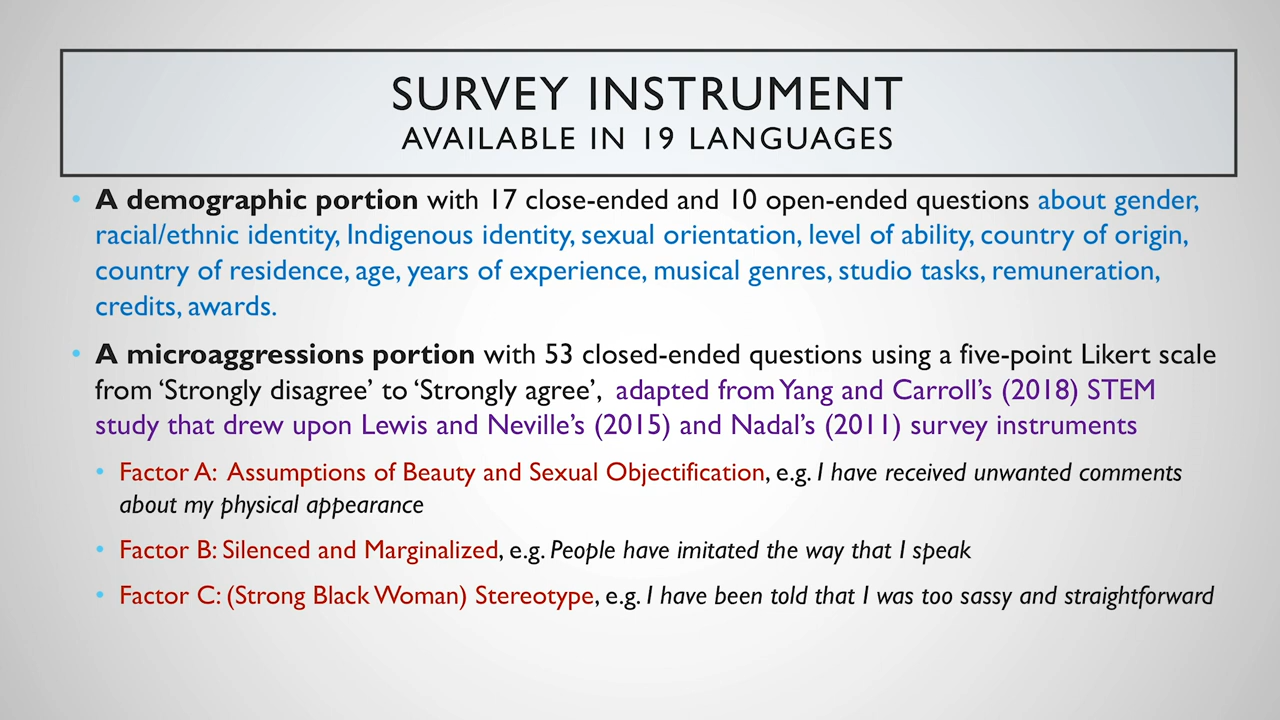 SURVEY INSTRUMENT
AVAILABLE IN 19 LANGUAGES
• A demographic portion with 17 close-ended and 10 open-ended questions about gender,
racial/ethnic identity, Indigenous identity, sexual orientation, level of ability, country of origin,
country of residence, age, years of experience, musical genres, studio tasks, remuneration,
credits, awards.
• A microaggressions portion with 53 closed-ended questions using a five-point Likert scale
from ‘Strongly disagree’ to ‘Strongly agree’, adapted from Yang and Carroll’s (2018) STEM
study that drew upon Lewis and Neville’s (2015) and Nadal’s (2011) survey instruments
• Factor A: Assumptions of Beauty and Sexual Objectification, e.g. I have received unwanted comments
about my physical appearance
• Factor B: Silenced and Marginalized, e.g. People have imitated the way that I speak
• Factor C: (Strong Black Woman) Stereotype, e.g. I have been told that I was too sassy and straightforward